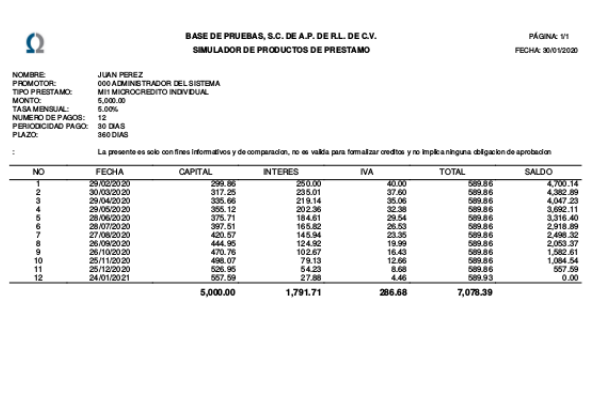 BASE DE PRUEBAS, S.C. DE A.P. DE R.L. DE C.V. PÁGINA: 1/1
SIMULADOR DE PRODUCTOS DE PRESTAMO FECHA: 30/01/2020
NOMBRE: JUAN PEREZ
PROMOTOR: 000 ADMINISTRADOR DEL SISTEMA
TIPO PRESTAMO: MI1 MICROCREDITO INDIVIDUAL
MONTO: 5,000.00
TASA MENSUAL: 5.00%
NUMERO DE PAGOS: 12
PERIODICIDAD PAGO: 30 DIAS
PLAZO: 360 DIAS
: La presente es solo con fines informativos y de comparacion, no es valida para formalizar creditos y no implica ninguna obligacion de aprobacion
NO FECHA CAPITAL INTERES IVA TOTAL SALDO
1 29/02/2020 299.86 250.00 40.00 589.86 4,700.14
2 30/03/2020 317.25 235.01 37.60 589.86 4,382.89
3 29/04/2020 335.66 219.14 35.06 589.86 4,047.23
4 29/05/2020 355.12 202.36 32.38 589.86 3,692.11
5 28/06/2020 375.71 184.61 29.54 589.86 3,316.40
6 28/07/2020 397.51 165.82 26.53 589.86 2,918.89
7 27/08/2020 420.57 145.94 23.35 589.86 2,498.32
8 26/09/2020 444.95 124.92 19.99 589.86 2,053.37
9 26/10/2020 470.76 102.67 16.43 589.86 1,582.61
10 25/11/2020 498.07 79.13 12.66 589.86 1,084.54
11 25/12/2020 526.95 54.23 8.68 589.86 557.59
12 24/01/2021 557.59 27.88 4.46 589.93 0.00
5,000.00 1,791.71 286.68 7,078.39